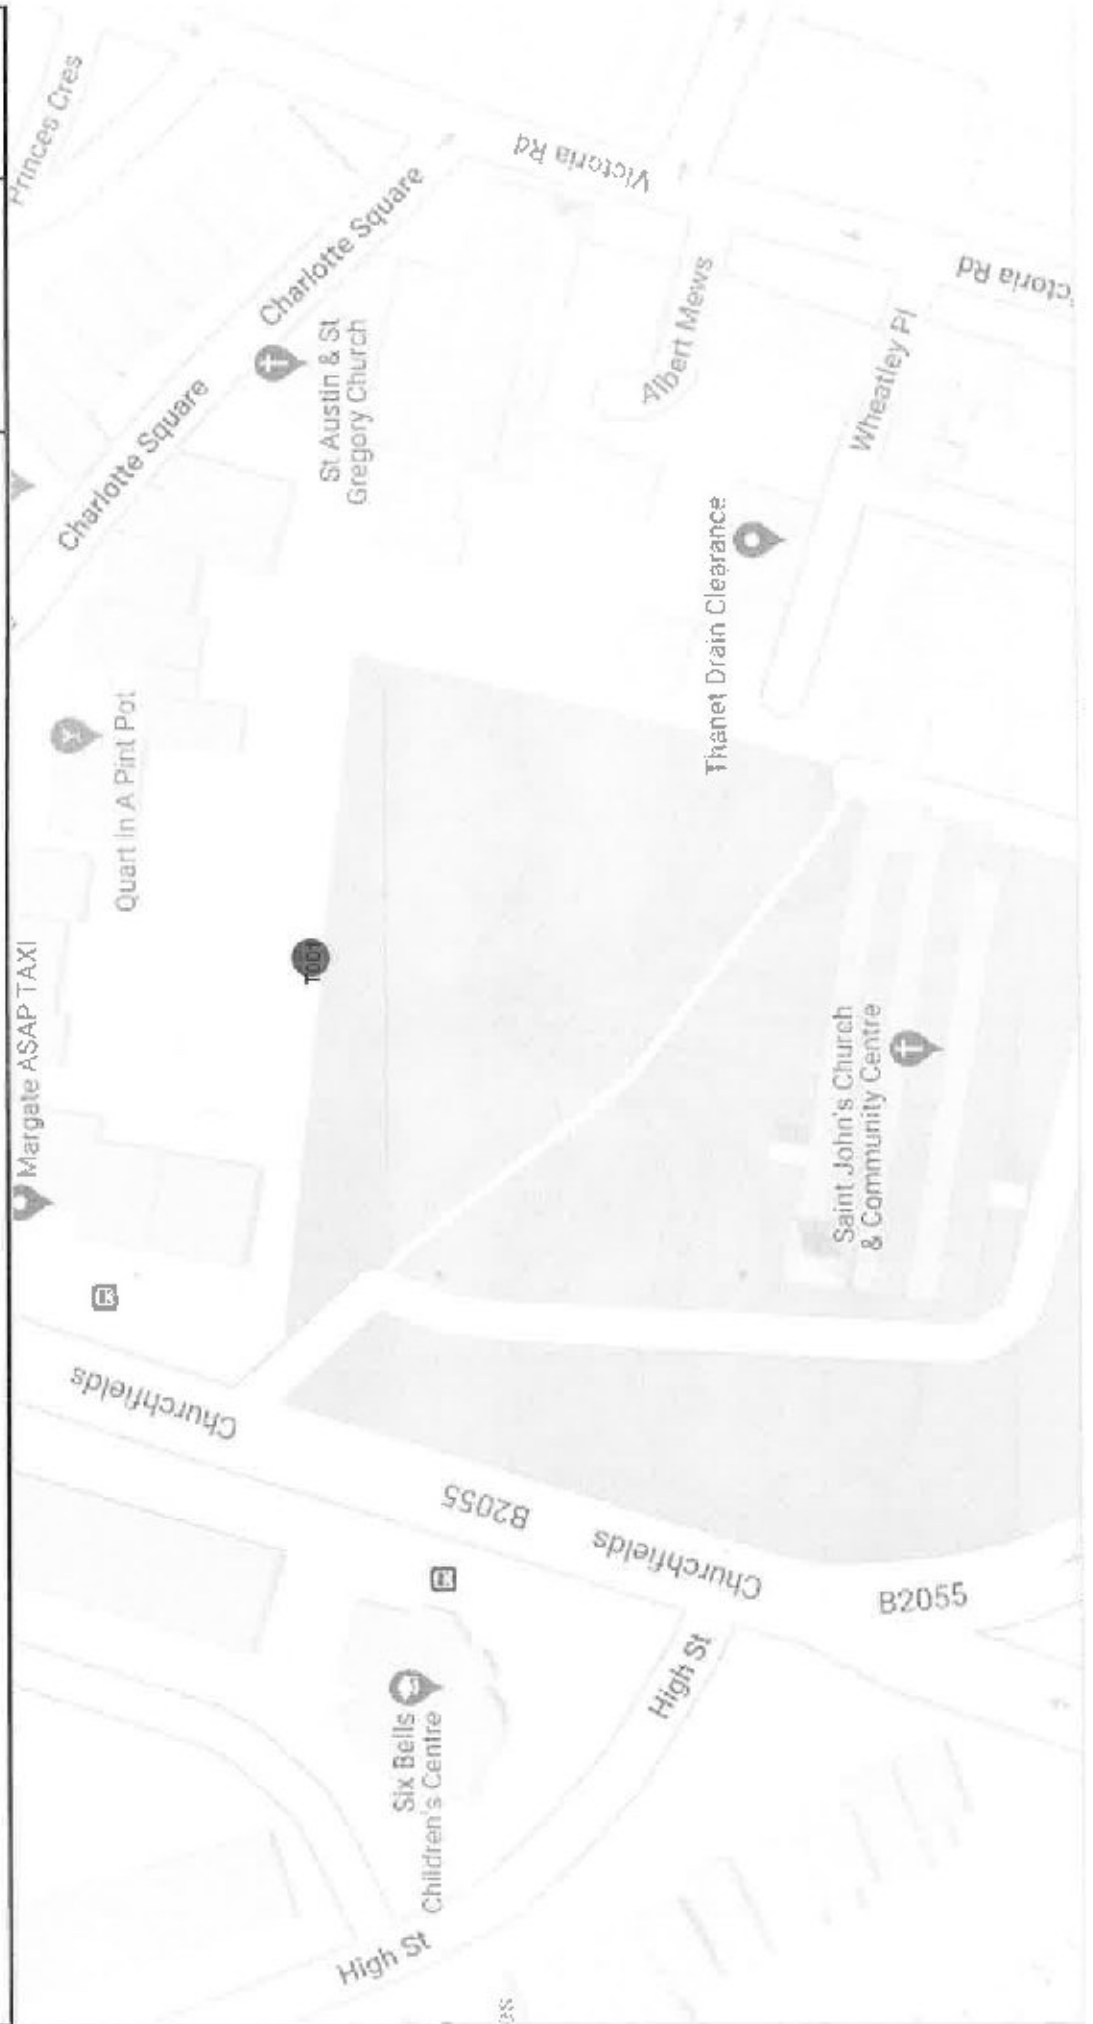 Margate ASAP TAXI
Princes Cres
Quart In A Pint Pot
Charlotte Square
Charlotte Square
Churchfields
St Austin & St
Gregory Church
T001
High St
Six Bells
Children's Centre
B2055
Churchfields
Victoria Rd
High St
Albert Mews
Thanet Drain Clearance
Saint John's Church
& Community Centre
Wheatley Pl
B2055
ctoria Rd